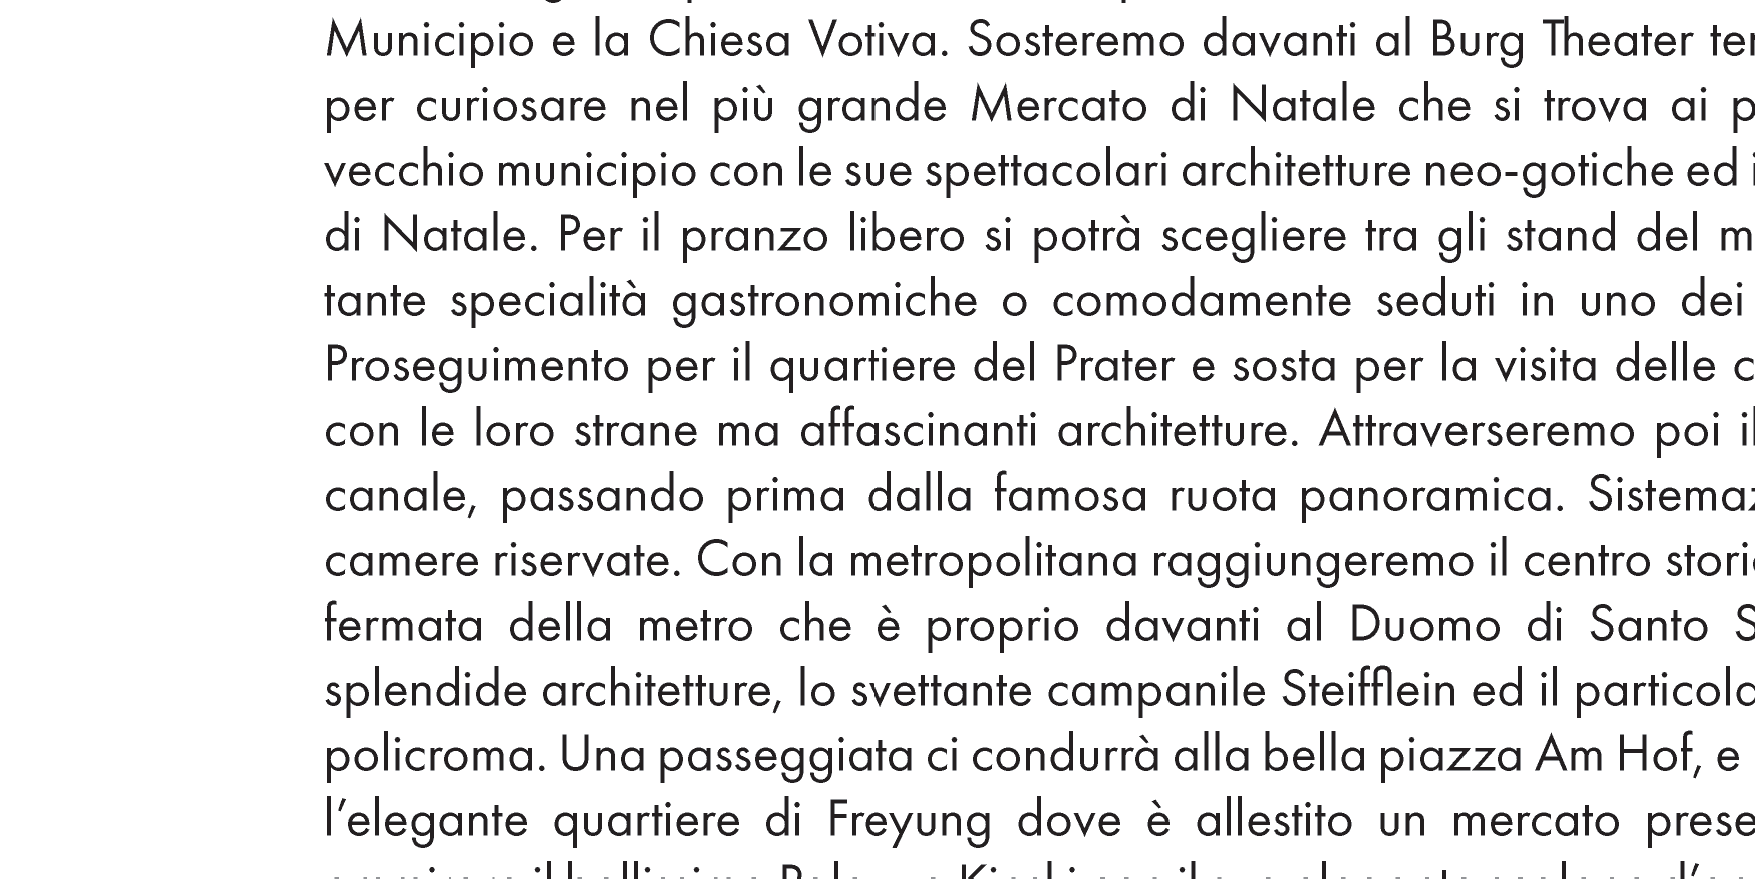 Municipio e la Chiesa Votiva. Sosteremo davanti al Burg Theater
per curiosare nel più grande Mercato di Natale che si trova ai
vecchio municipio con le sue spettacolari architetture neo-gotiche ed
di Natale. Per il pranzo libero si potrà scegliere tra gli stand del
tante specialità gastronomiche o comodamente seduti in uno dei
Proseguimento per il quartiere del Prater e sosta per la visita delle
con le loro strane ma affascinanti architetture. Attraverseremo poi
canale, passando prima dalla famosa ruota panoramica.
camere riservate. Con la metropolitana raggiungeremo il centro
fermata della metro che è proprio davanti al Duomo di Santo
splendide architetture, lo svettante campanile Steifflein ed il
policroma. Una passeggiata ci condurrà alla bella piazza Am Hof, e
l’elegante quartiere di Freyung dove è allestito un mercato